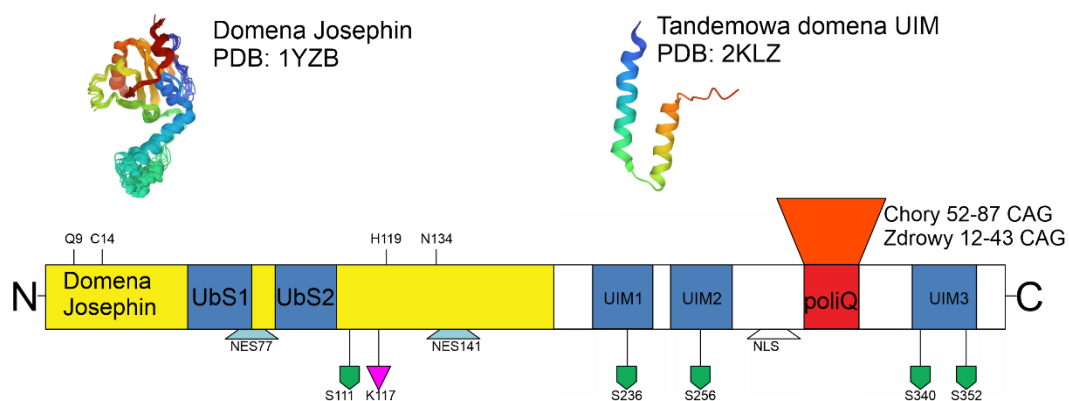 Domena Josephin
PDB: 1YZB
Tandemowa domena UIM
PDB: 2KLZ
Chory 52-87 CAG
Zdrowy 12-43 CAG
Q9 C14 H119 N134
N Domena Josephin UbS1 UbS2 UIM1 UIM2 poliQ UIM3 C
NES77 NES141 NLS
S111 K117 S236 S256 S340 S352